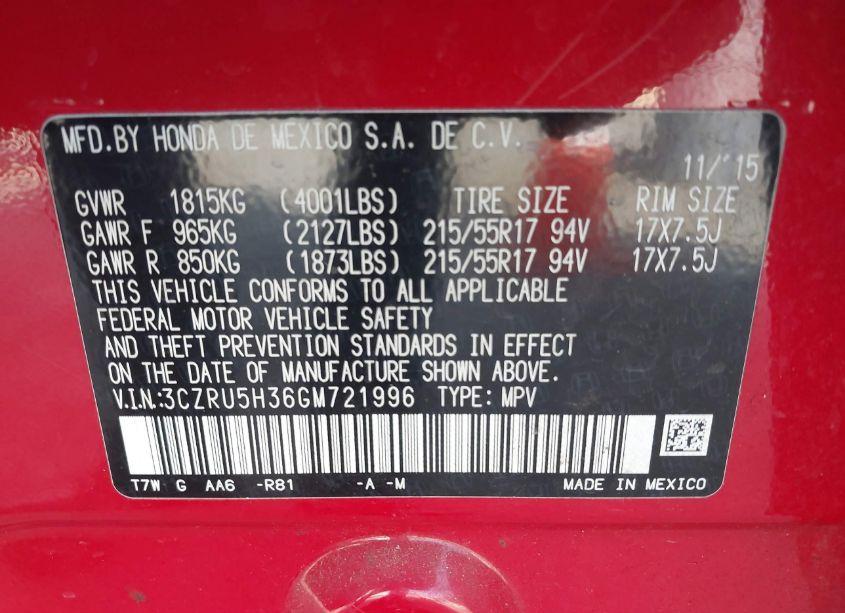 MFD.BY HONDA DE MEXICO S.A. DE C.V.
11/'15
GVWR 1815KG (4001LBS) TIRE SIZE RIM SIZE
GAWR F 965KG (2127LBS) 215/55R17 94V 17X7.5J
GAWR R 850KG (1873LBS) 215/55R17 94V 17X7.5J
THIS VEHICLE CONFORMS TO ALL APPLICABLE
FEDERAL MOTOR VEHICLE SAFETY
AND THEFT PREVENTION STANDARDS IN EFFECT
ON THE DATE OF MANUFACTURE SHOWN ABOVE.
V.I.N.:3CZRU5H36GM721996 TYPE: MPV
T7W G AA6 -R81 -A -M MADE IN MEXICO